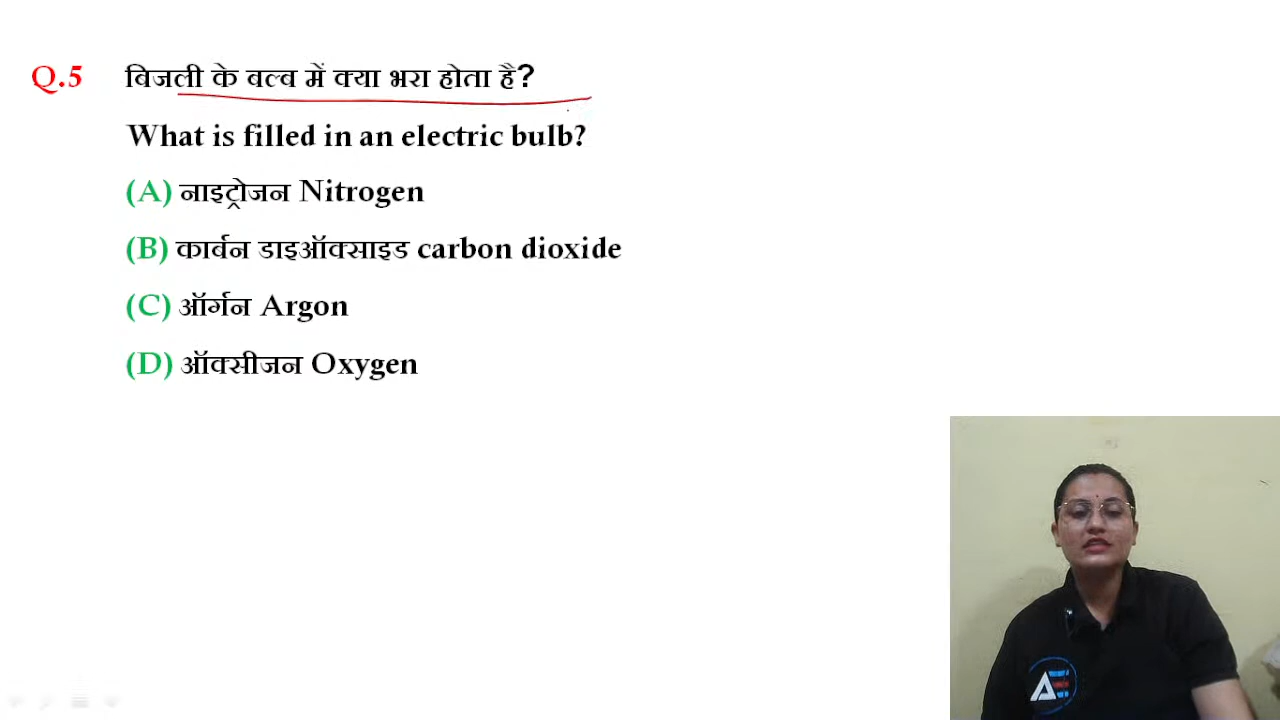 Q.5 बिजली के बल्ब में क्या भरा होता है?
What is filled in an electric bulb?
(A) नाइट्रोजन Nitrogen
(B) कार्बन डाइऑक्साइड carbon dioxide
(C) ऑर्गन Argon
(D) ऑक्सीजन Oxygen